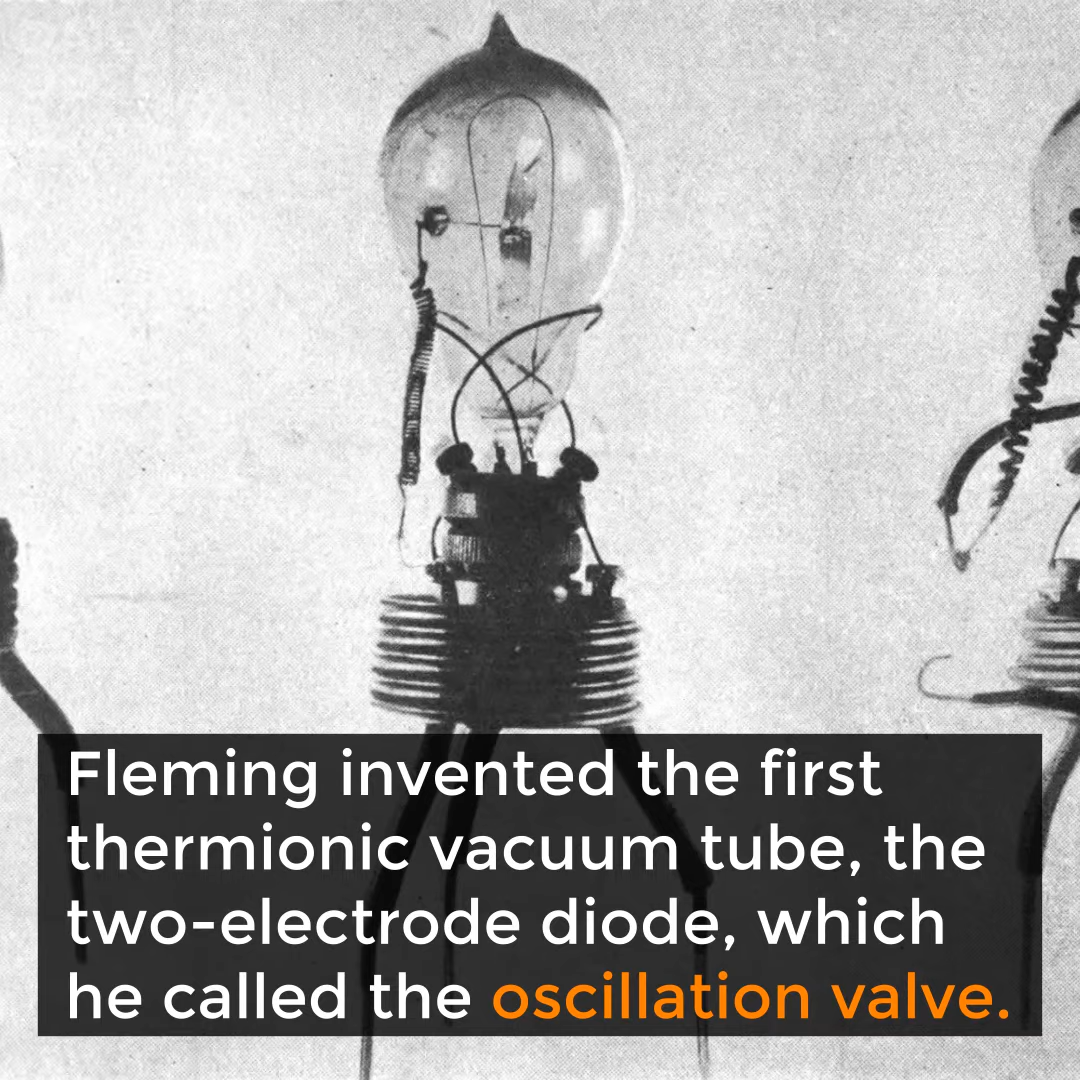 Fleming invented the first
thermionic vacuum tube, the
two-electrode diode, which
he called the oscillation valve.